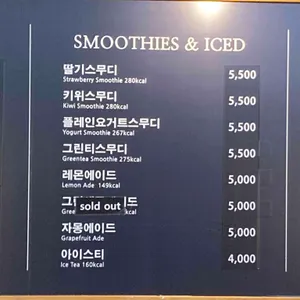 SMOOTHIES & ICED
딸기스무디 5,500
Strawberry Smoothie 280kcal
키위스무디 5,500
Kiwi Smoothie 280kcal
플레인요거트스무디 5,500
Yogurt Smoothie 267kcal
그린티스무디 5,500
Greentea Smoothie 275kcal
레몬에이드 5,000
Lemon Ade 149kcal
sold out 5,000
자몽에이드 5,000
Grapefruit Ade
아이스티 4,000
Ice Tea 160kcal